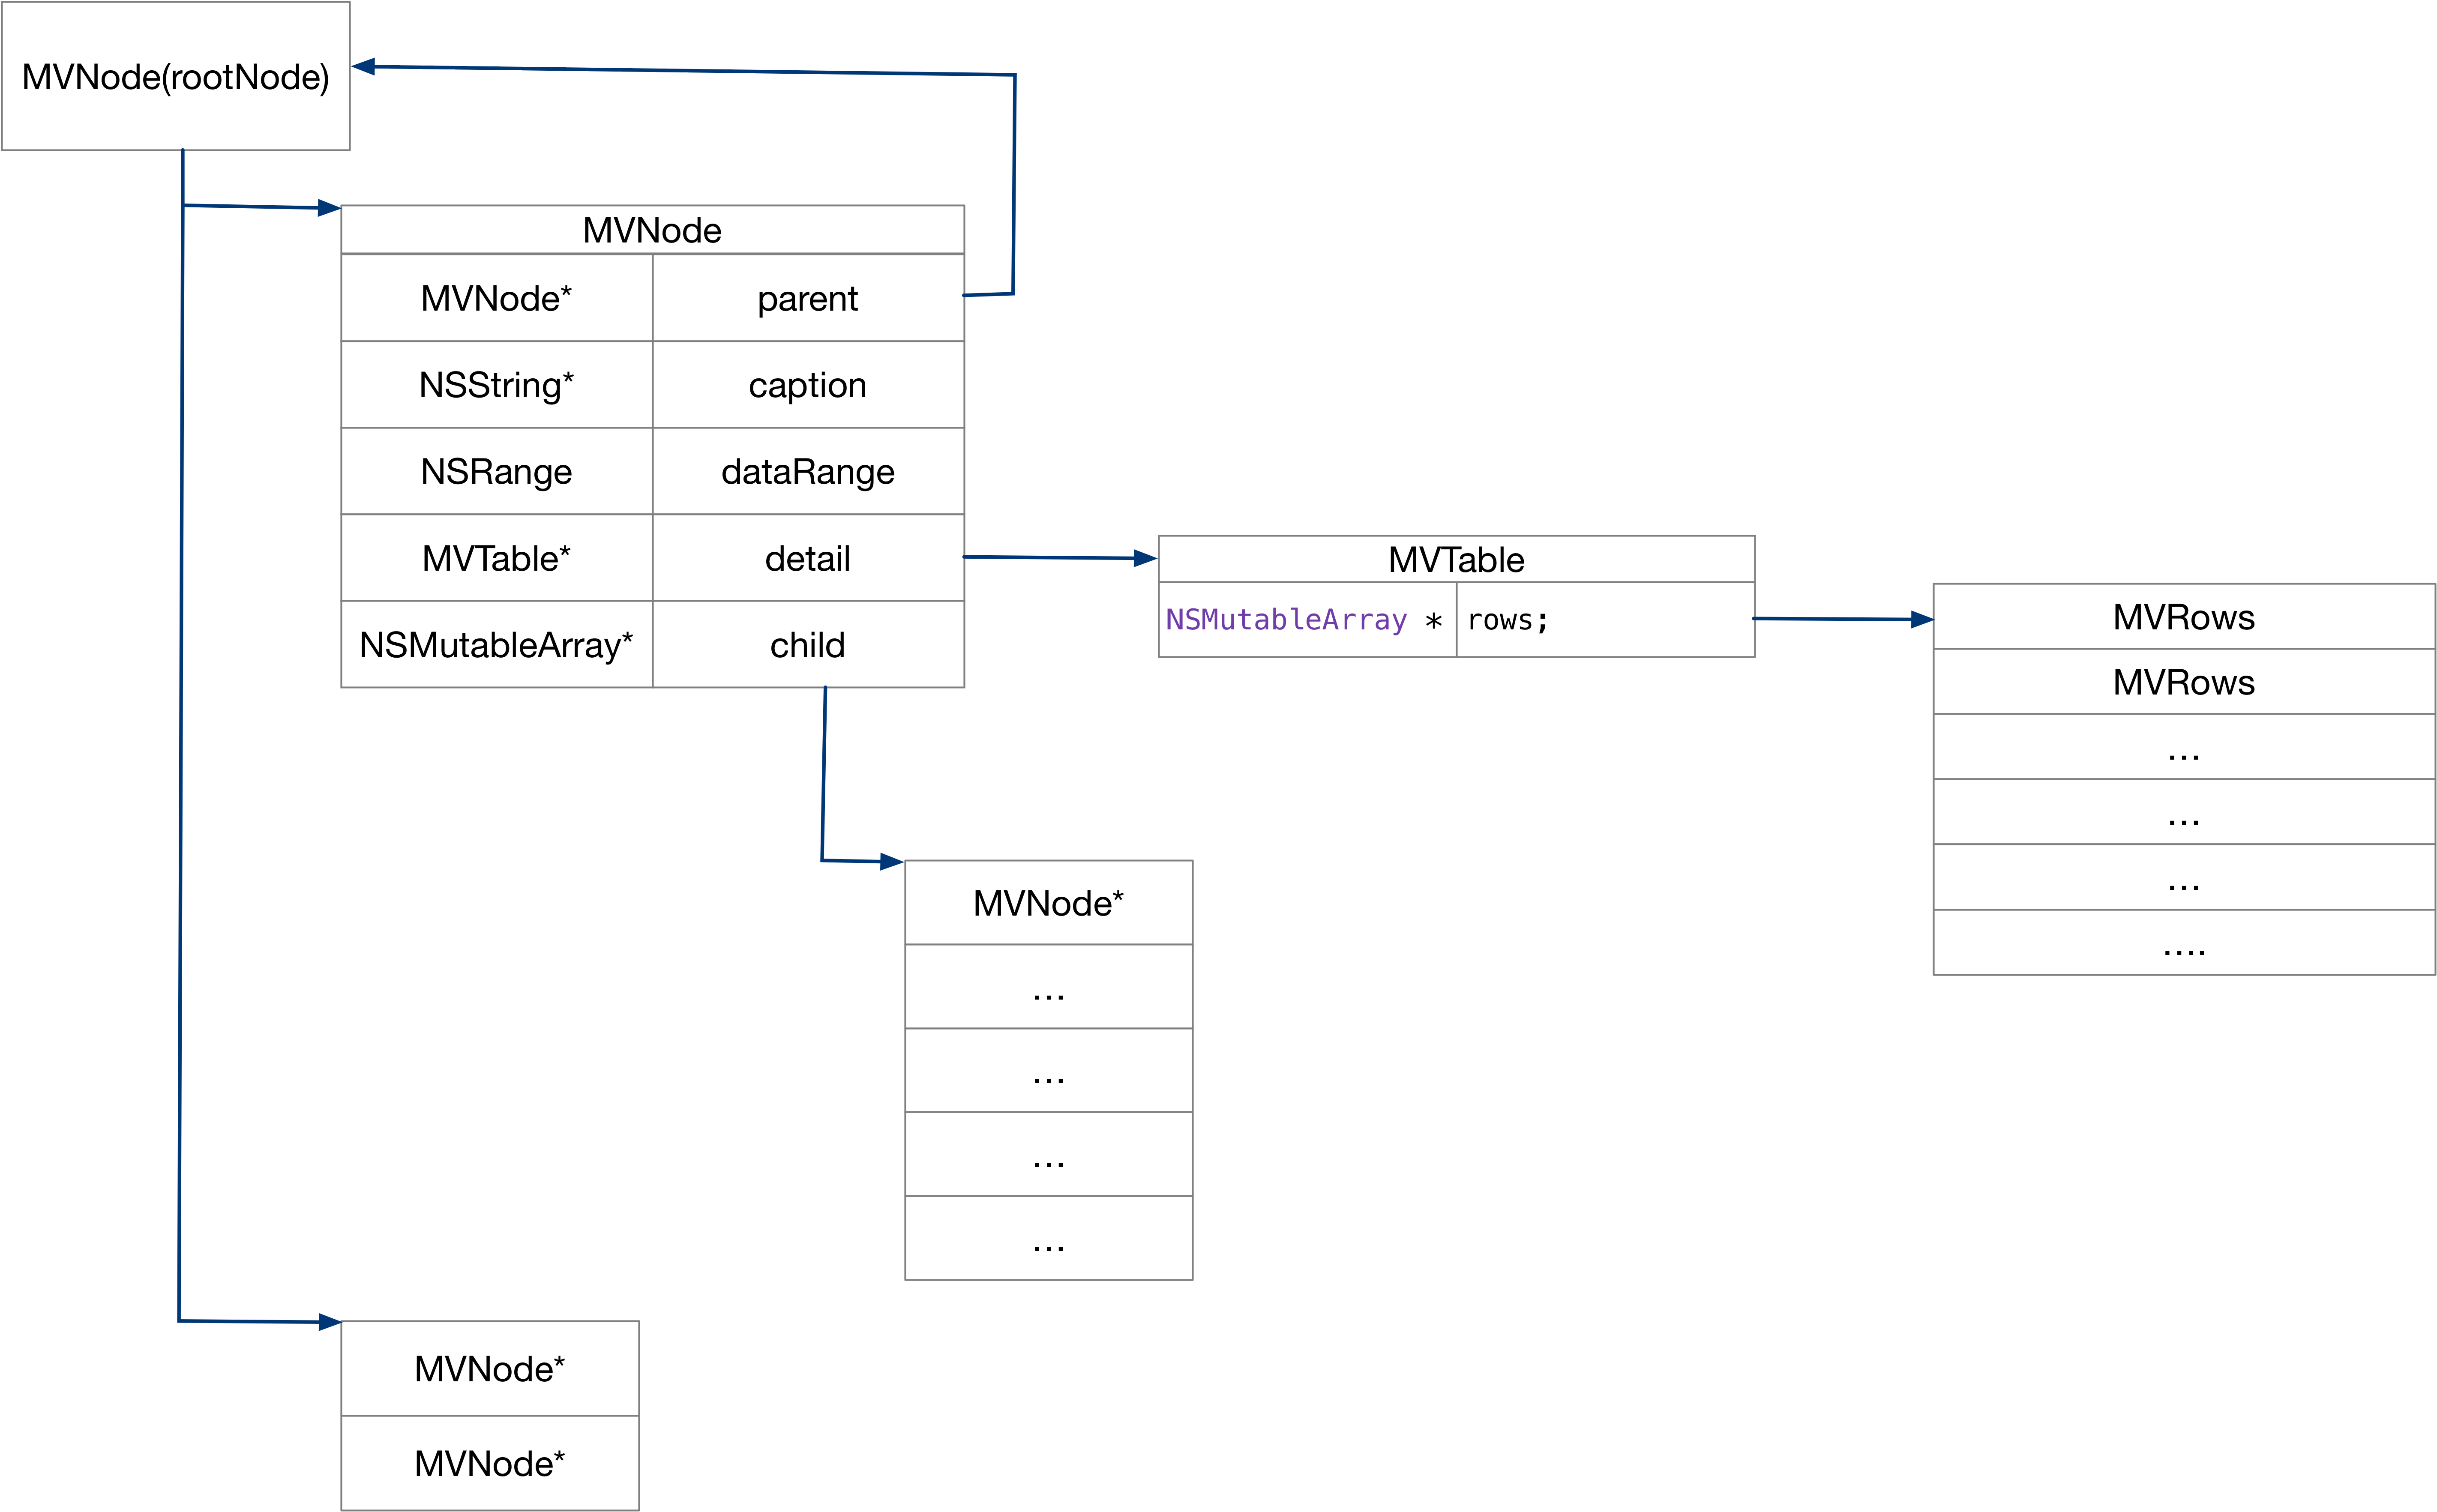 MVNode(rootNode)
MVNode
MVNode* parent
NSString* caption
NSRange dataRange
MVTable* detail
NSMutableArray* child
MVTable
NSMutableArray * rows;
MVRows
MVRows
...
...
...
....
MVNode*
...
...
...
...
MVNode*
MVNode*